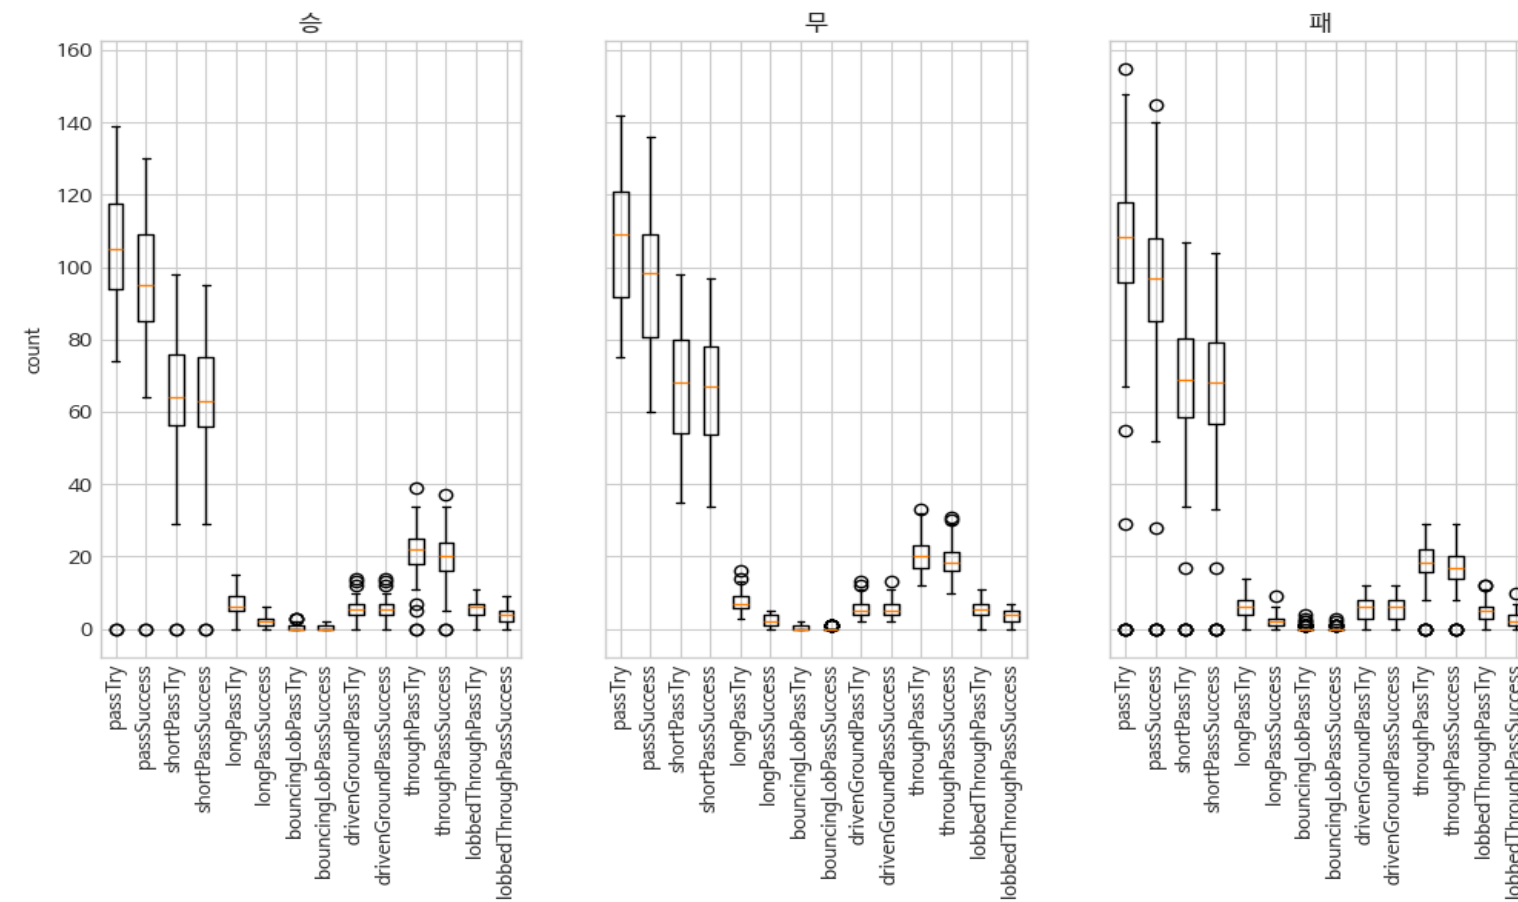 승
무
패
160
140
120
100
80
60
40
20
0
count
passTry
passSuccess
shortPassTry
shortPassSuccess
longPassTry
longPassSuccess
bouncingLobPassTry
bouncingLobPassSuccess
drivenGroundPassTry
drivenGroundPassSuccess
throughPassTry
throughPassSuccess
lobbedThroughPassTry
lobbedThroughPassSuccess
passTry
passSuccess
shortPassTry
shortPassSuccess
longPassTry
longPassSuccess
bouncingLobPassTry
bouncingLobPassSuccess
drivenGroundPassTry
drivenGroundPassSuccess
throughPassTry
throughPassSuccess
lobbedThroughPassTry
lobbedThroughPassSuccess
passTry
passSuccess
shortPassTry
shortPassSuccess
longPassTry
longPassSuccess
bouncingLobPassTry
bouncingLobPassSuccess
drivenGroundPassTry
drivenGroundPassSuccess
throughPassTry
throughPassSuccess
lobbedThroughPassTry
lobbedThroughPassSuccess